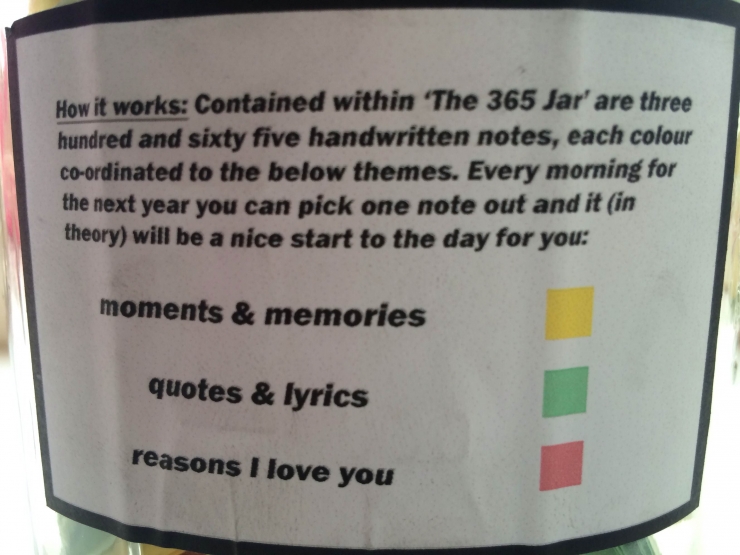 How it works: Contained within ‘The 365 Jar’ are three
hundred and sixty five handwritten notes, each colour
co-ordinated to the below themes. Every morning for
the next year you can pick one note out and it (in
theory) will be a nice start to the day for you:
moments & memories
quotes & lyrics
reasons I love you